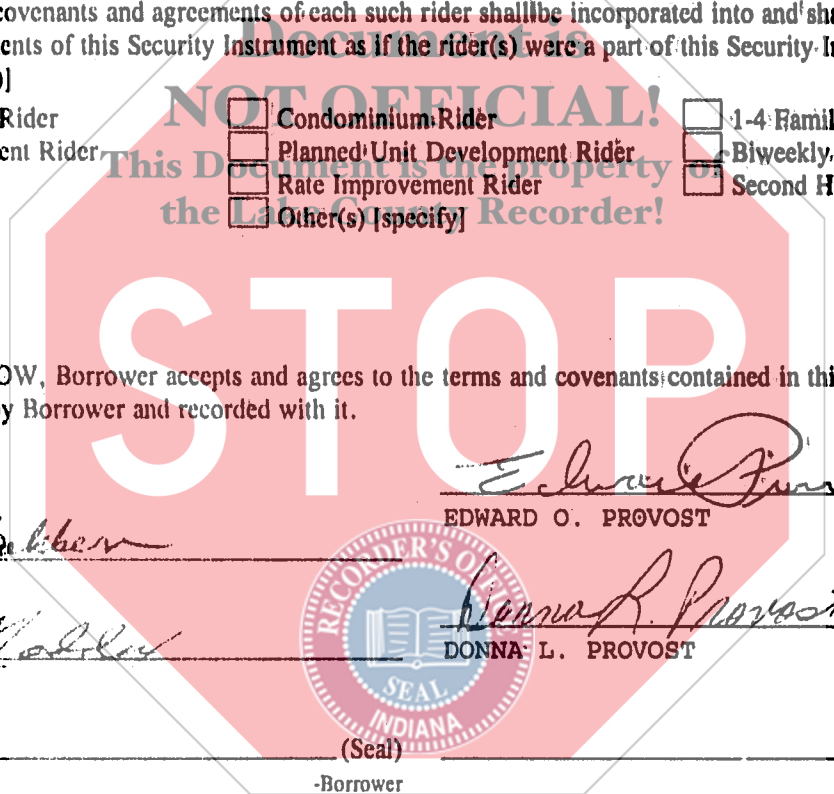 covenants and agreements of each such rider shall be incorporated into and sh
ents of this Security Instrument as if the rider(s) were a part of this Security I
)]
Document is
NOT OFFICIAL!
This Document is the property of
the Lake County Recorder!
Rider
Condominium Rider
1-4 Famil
ent Rider
Planned Unit Development Rider
Biweekly
Rate Improvement Rider
Second H
Other(s) [specify]
STOP
OW, Borrower accepts and agrees to the terms and covenants contained in thi
y Borrower and recorded with it.
EDWARD O. PROVOST
Donna L. Provost
DONNA L. PROVOST
RECORDER'S OFFICE
SEAL
INDIANA
(Seal)
-Borrower